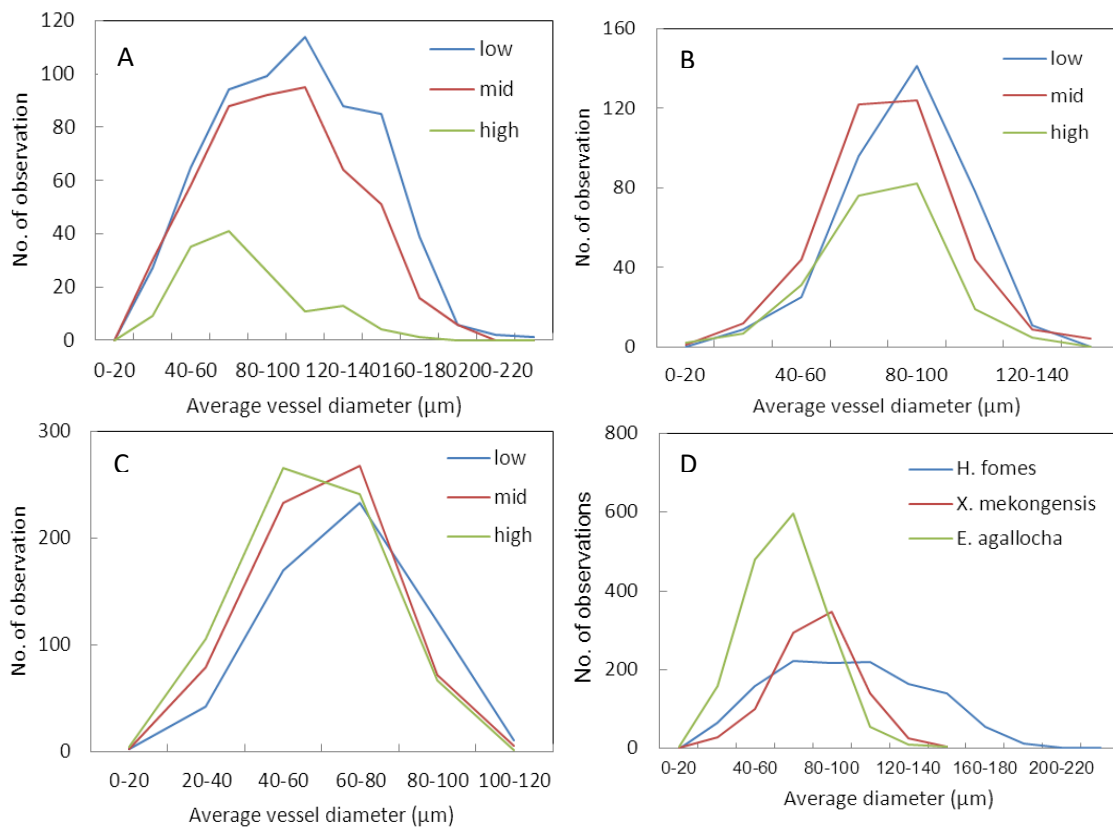 A
120
100
80
60
40
20
0
No. of observation
low
mid
high
0-20 40-60 80-100 120-140 160-180 200-220
Average vessel diameter (µm)
B
160
120
80
40
0
No. of observation
low
mid
high
0-20 40-60 80-100 120-140
Average vessel diameter (µm)
C
300
200
100
0
No. of observation
low
mid
high
0-20 20-40 40-60 60-80 80-100 100-120
Average vessel diameter (µm)
D
800
600
400
200
0
No. of observations
H. fomes
X. mekongensis
E. agallocha
0-20 40-60 80-100 120-140 160-180 200-220
Average diameter (µm)